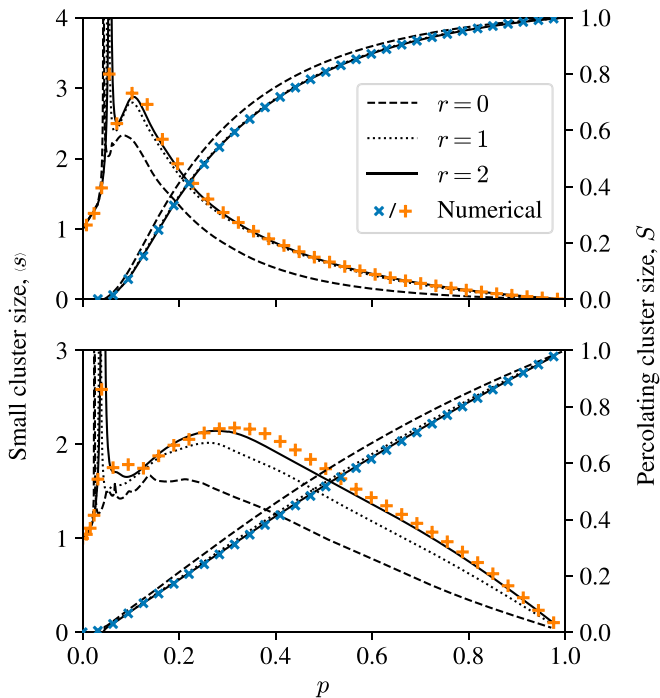 4
3
2
1
0
1.0
0.8
0.6
0.4
0.2
0.0
r = 0
r = 1
r = 2
× / + Numerical
3
2
1
0
1.0
0.8
0.6
0.4
0.2
0.0
0.0 0.2 0.4 0.6 0.8 1.0
p
Small cluster size, ⟨s⟩
Percolating cluster size, S